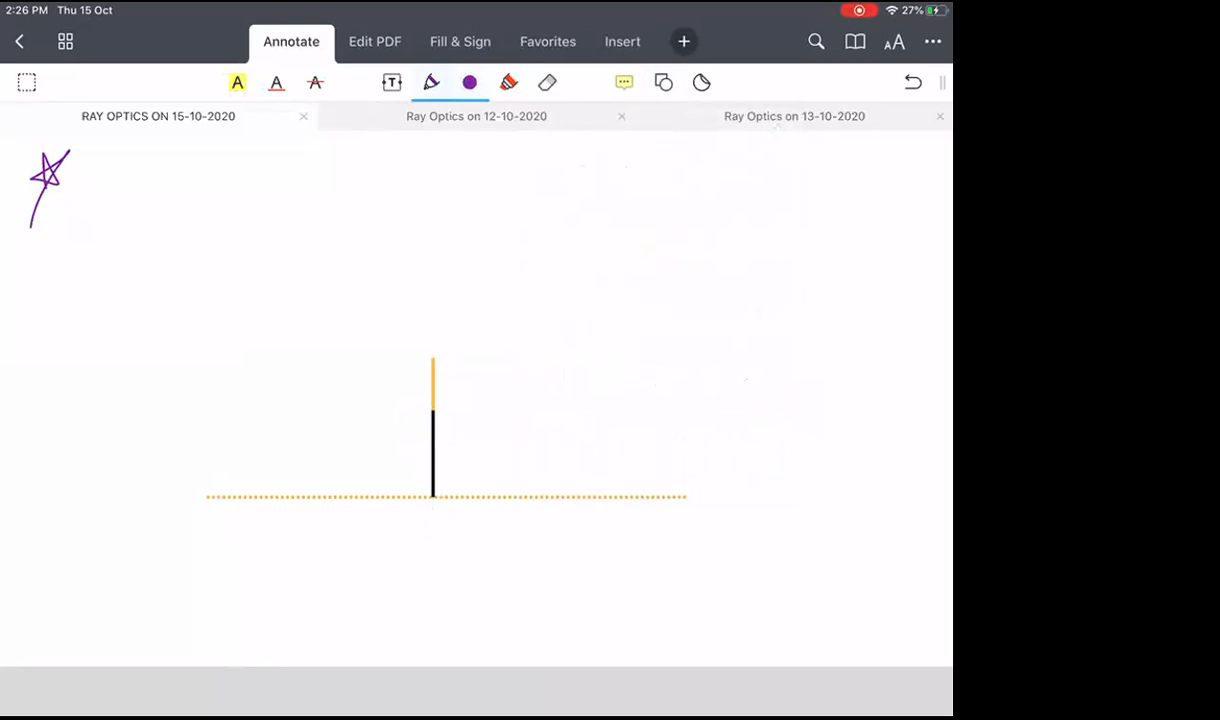 2:26 PM Thu 15 Oct 27%
Annotate Edit PDF Fill & Sign Favorites Insert
AA
A A A T
RAY OPTICS ON 15-10-2020 Ray Optics on 12-10-2020 Ray Optics on 13-10-2020